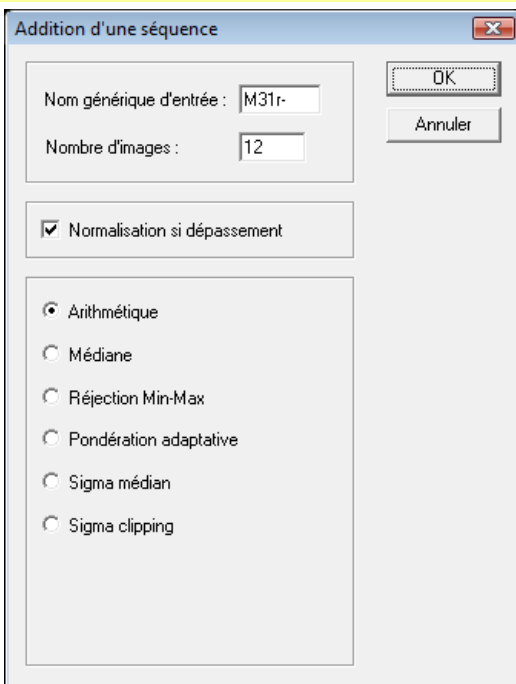 Addition d'une séquence
Nom générique d'entrée : M31r-
Nombre d'images : 12
OK
Annuler
Normalisation si dépassement
Arithmétique
Médiane
Réjection Min-Max
Pondération adaptative
Sigma médian
Sigma clipping